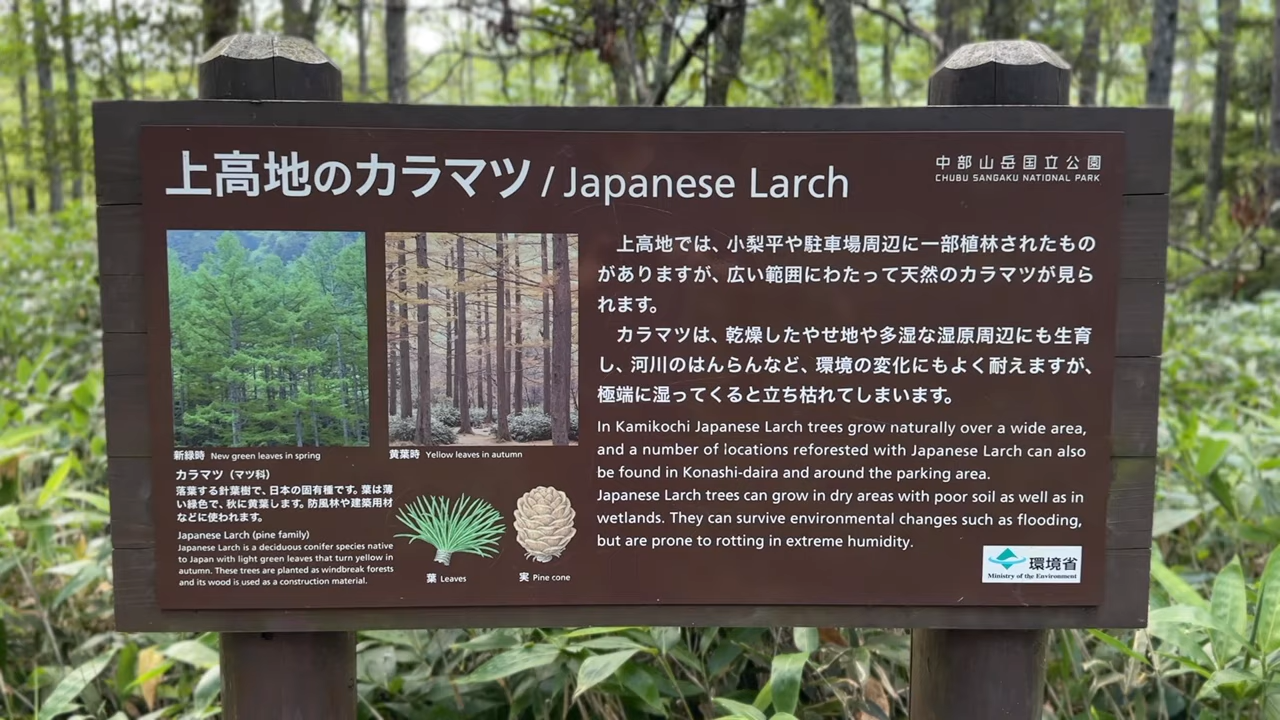 上高地のカラマツ / Japanese Larch
中部山岳国立公園
CHUBU SANGAKU NATIONAL PARK
新緑時 New green leaves in spring
黄葉時 Yellow leaves in autumn
カラマツ（マツ科）
落葉する針葉樹で、日本の固有種です。葉は薄
い緑色で、秋に黄葉します。防風林や建築用材
などに使われます。
Japanese Larch (pine family)
Japanese Larch is a deciduous conifer species native
to Japan with light green leaves that turn yellow in
autumn. These trees are planted as windbreak forests
and its wood is used as a construction material.
葉 Leaves
実 Pine cone
上高地では、小梨平や駐車場周辺に一部植林されたもの
がありますが、広い範囲にわたって天然のカラマツが見ら
れます。
カラマツは、乾燥したやせ地や多湿な湿原周辺にも生育
し、河川のはんらんなど、環境の変化にもよく耐えますが、
極端に湿ってくると立ち枯れてしまいます。
In Kamikochi Japanese Larch trees grow naturally over a wide area,
and a number of locations reforested with Japanese Larch can also
be found in Konashi-daira and around the parking area.
Japanese Larch trees can grow in dry areas with poor soil as well as in
wetlands. They can survive environmental changes such as flooding,
but are prone to rotting in extreme humidity.
環境省
Ministry of the Environment